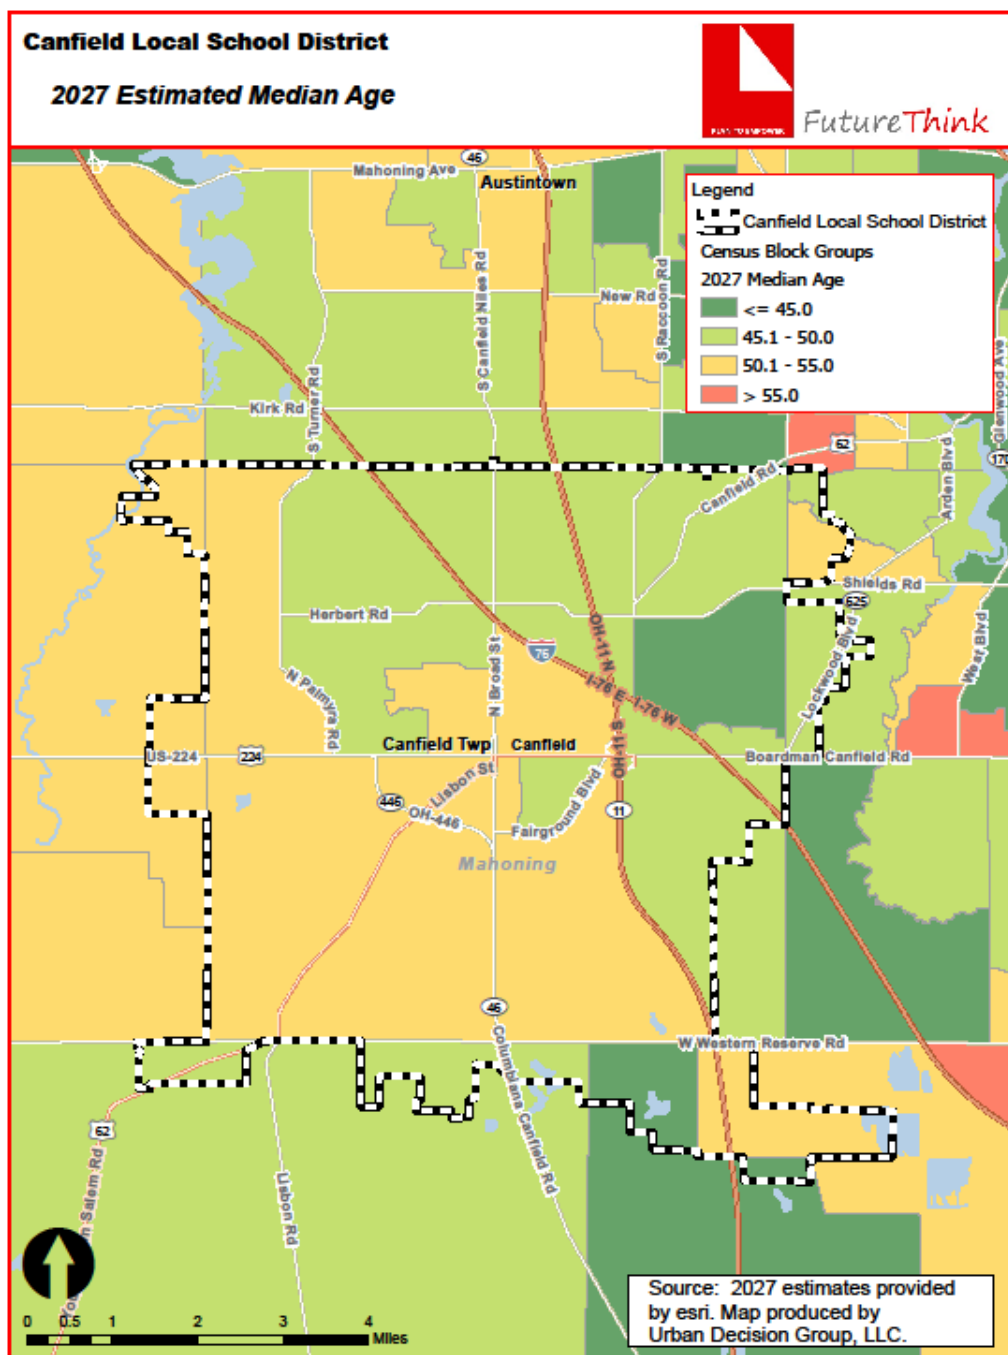 Canfield Local School District
2027 Estimated Median Age
FutureThink
Mahoning Ave
46
Austintown
Legend
Canfield Local School District
Census Block Groups
2027 Median Age
<= 45.0
45.1 - 50.0
50.1 - 55.0
> 55.0
S Canfield Niles Rd
New Rd
S Raccoon Rd
S Turner Rd
Kirk Rd
Glenwood Ave
62
170
Canfield Rd
Arden Blvd
Shields Rd
625
Herbert Rd
OH-11 N
Lockwood Blvd
West Blvd
N Broad St
76
I-76 E
I-76 W
N Palmyra Rd
OH-11 S
Canfield Twp
Canfield
US-224
224
Boardman Canfield Rd
Lisbon St
446
OH-446
Fairground Blvd
11
Mahoning
46
W Western Reserve Rd
Columbiana Canfield Rd
62
Salem Rd
Lisbon Rd
0 0.5 1 2 3 4
Miles
Source: 2027 estimates provided
by esri. Map produced by
Urban Decision Group, LLC.